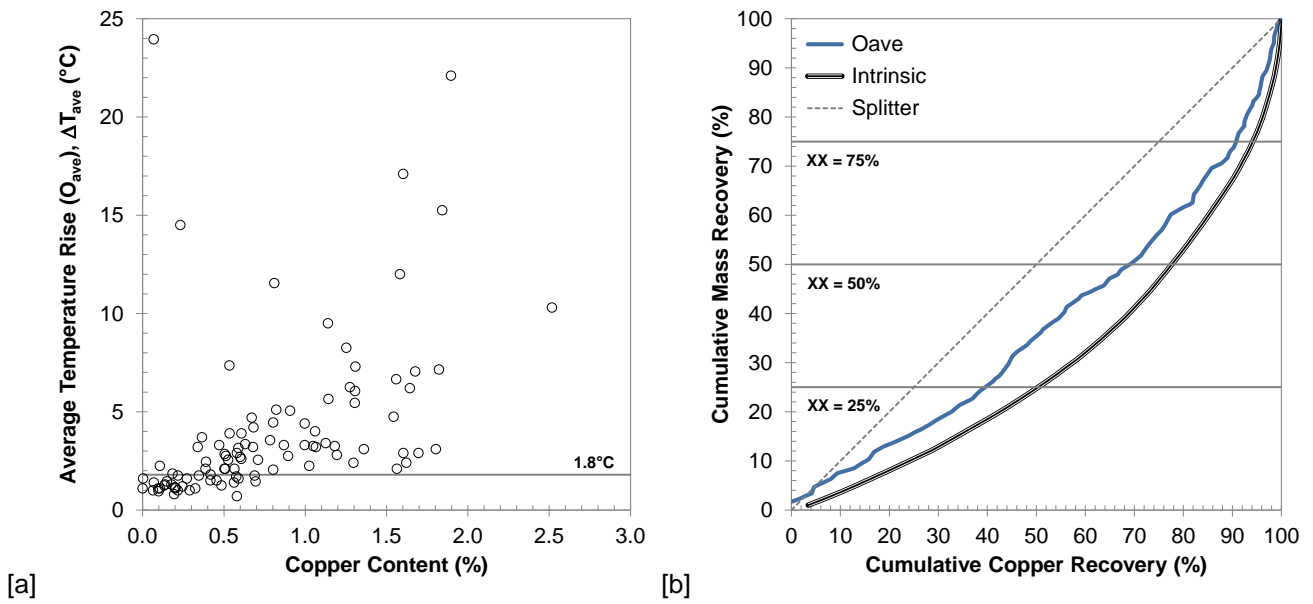 25
20
15
10
5
0
Average Temperature Rise (Oave), ΔTave (°C)
1.8°C
0.0 0.5 1.0 1.5 2.0 2.5 3.0
Copper Content (%)
[a]
100
90
80
70
60
50
40
30
20
10
0
Cumulative Mass Recovery (%)
Oave
Intrinsic
Splitter
XX = 75%
XX = 50%
XX = 25%
0 10 20 30 40 50 60 70 80 90 100
Cumulative Copper Recovery (%)
[b]